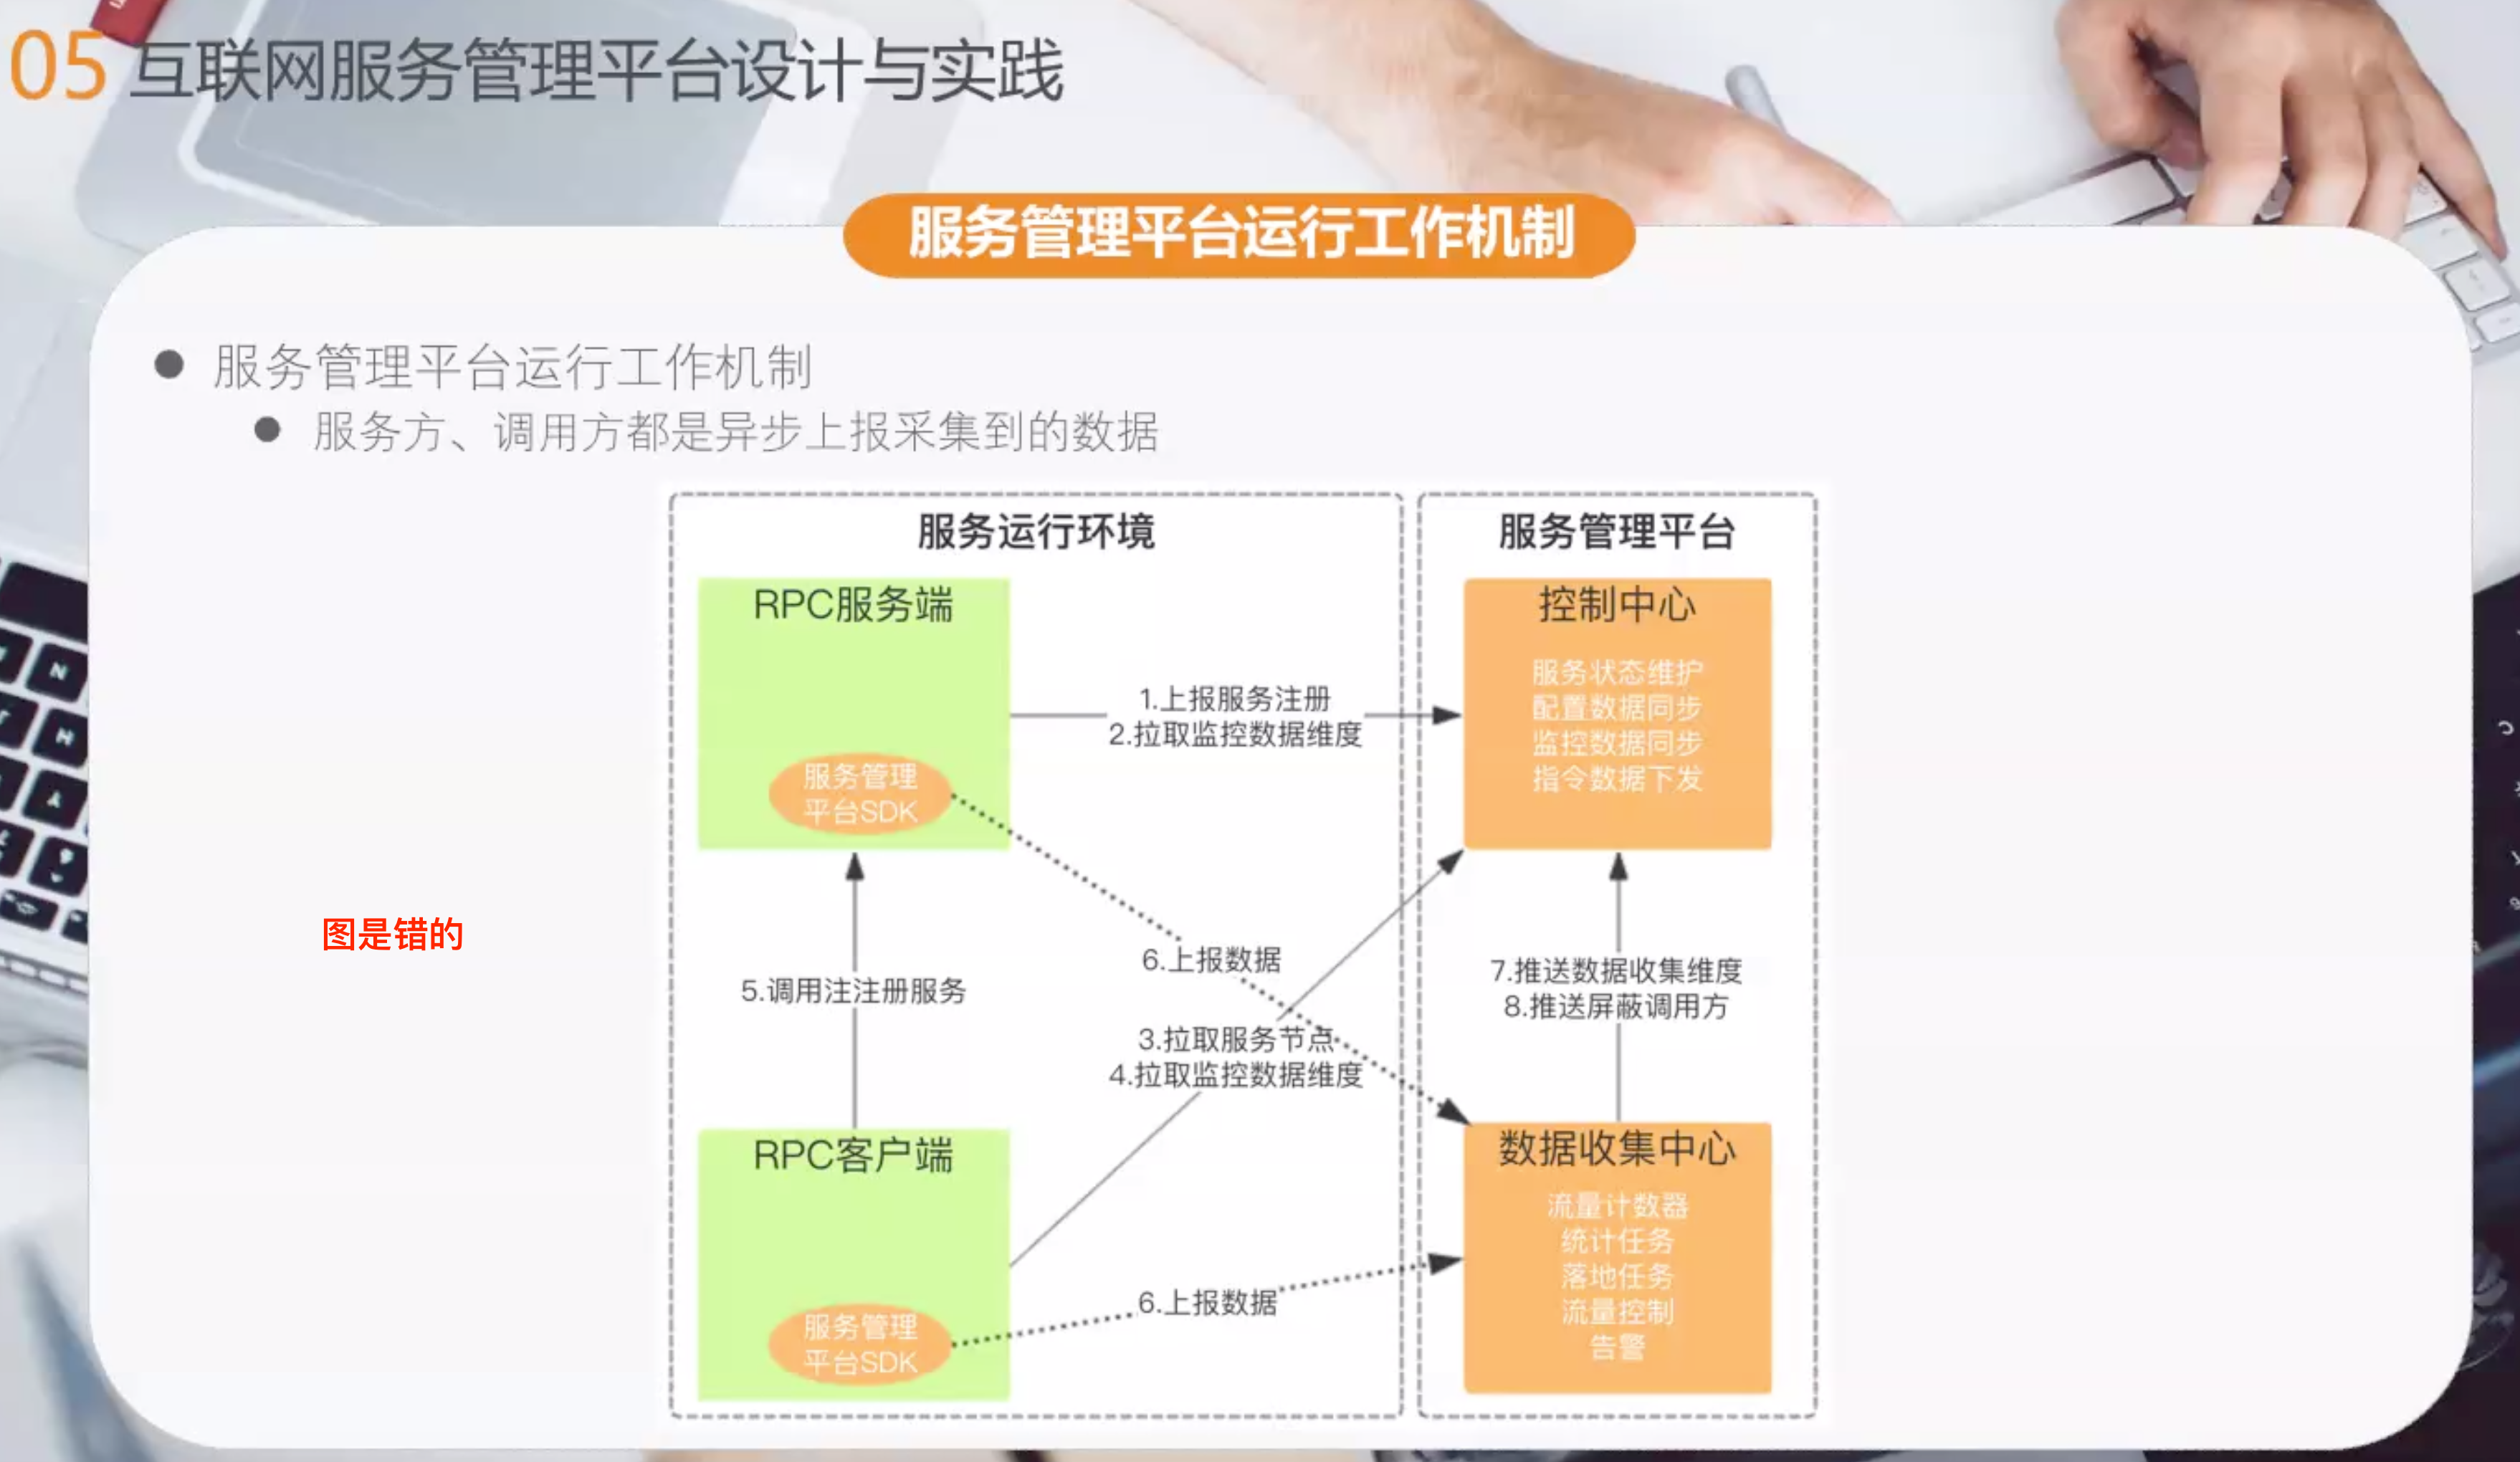 05 互联网服务管理平台设计与实践
服务管理平台运行工作机制
服务管理平台运行工作机制
服务方、调用方都是异步上报采集到的数据
服务运行环境
服务管理平台
RPC服务端
控制中心
服务状态维护
配置数据同步
监控数据同步
指令数据下发
1.上报服务注册
2.拉取监控数据维度
服务管理
平台SDK
图是错的
6.上报数据
5.调用注注册服务
7.推送数据收集维度
8.推送屏蔽调用方
3.拉取服务节点
4.拉取监控数据维度
RPC客户端
数据收集中心
流量计数器
统计任务
落地任务
流量控制
告警
6.上报数据
服务管理
平台SDK